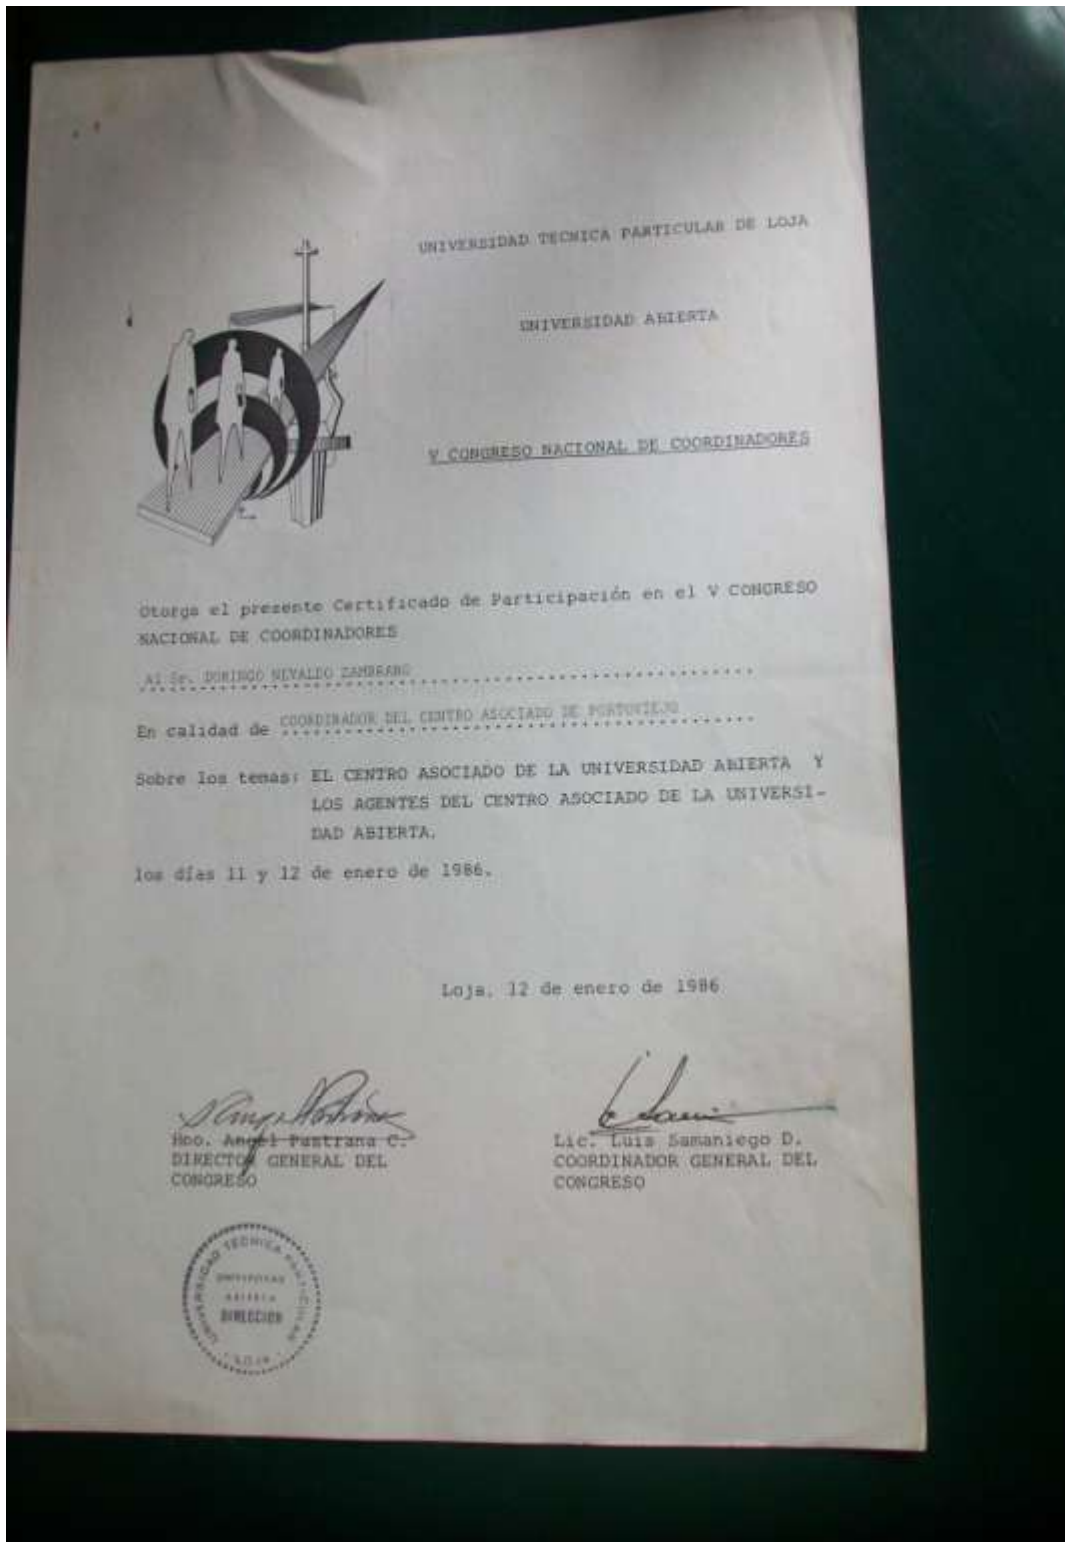 UNIVERSIDAD TECNICA PARTICULAR DE LOJA
UNIVERSIDAD ABIERTA
V CONGRESO NACIONAL DE COORDINADORES
Otorga el presente Certificado de Participación en el V CONGRESO
NACIONAL DE COORDINADORES
Al Sr. DOMINGO NEVALDO ZAMBRANO
En calidad de COORDINADOR DEL CENTRO ASOCIADO DE PORTOVIEJO
Sobre los temas: EL CENTRO ASOCIADO DE LA UNIVERSIDAD ABIERTA Y
LOS AGENTES DEL CENTRO ASOCIADO DE LA UNIVERSI-
DAD ABIERTA.
los días 11 y 12 de enero de 1986.
Loja, 12 de enero de 1986
Hno. Angel Pastrana C.
DIRECTOR GENERAL DEL
CONGRESO
Lic. Luis Samaniego D.
COORDINADOR GENERAL DEL
CONGRESO
UNIVERSIDAD TECNICA PARTICULAR
UNIVERSIDAD
ABIERTA
DIRECCION
LOJA